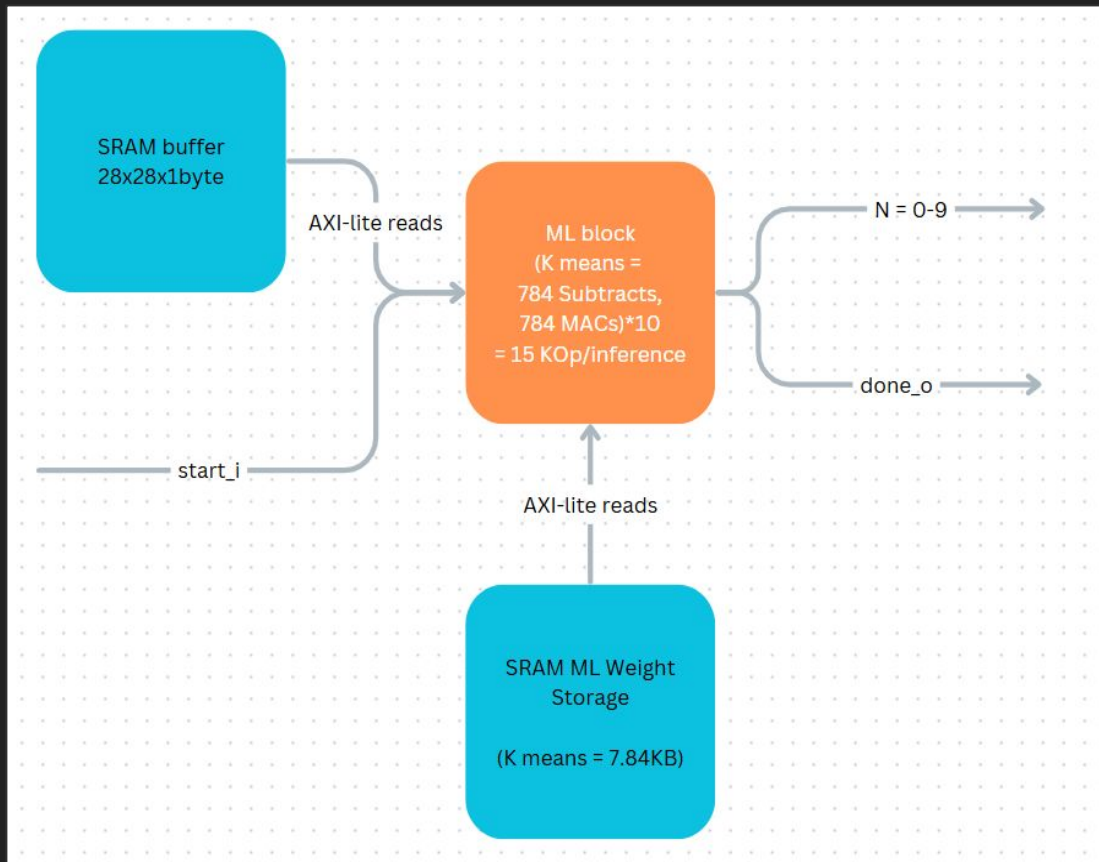 SRAM buffer
28x28x1byte
AXI-lite reads
start_i
ML block
(K means =
784 Subtracts,
784 MACs)*10
= 15 KOp/inference
N = 0-9
done_o
AXI-lite reads
SRAM ML Weight
Storage
(K means = 7.84KB)